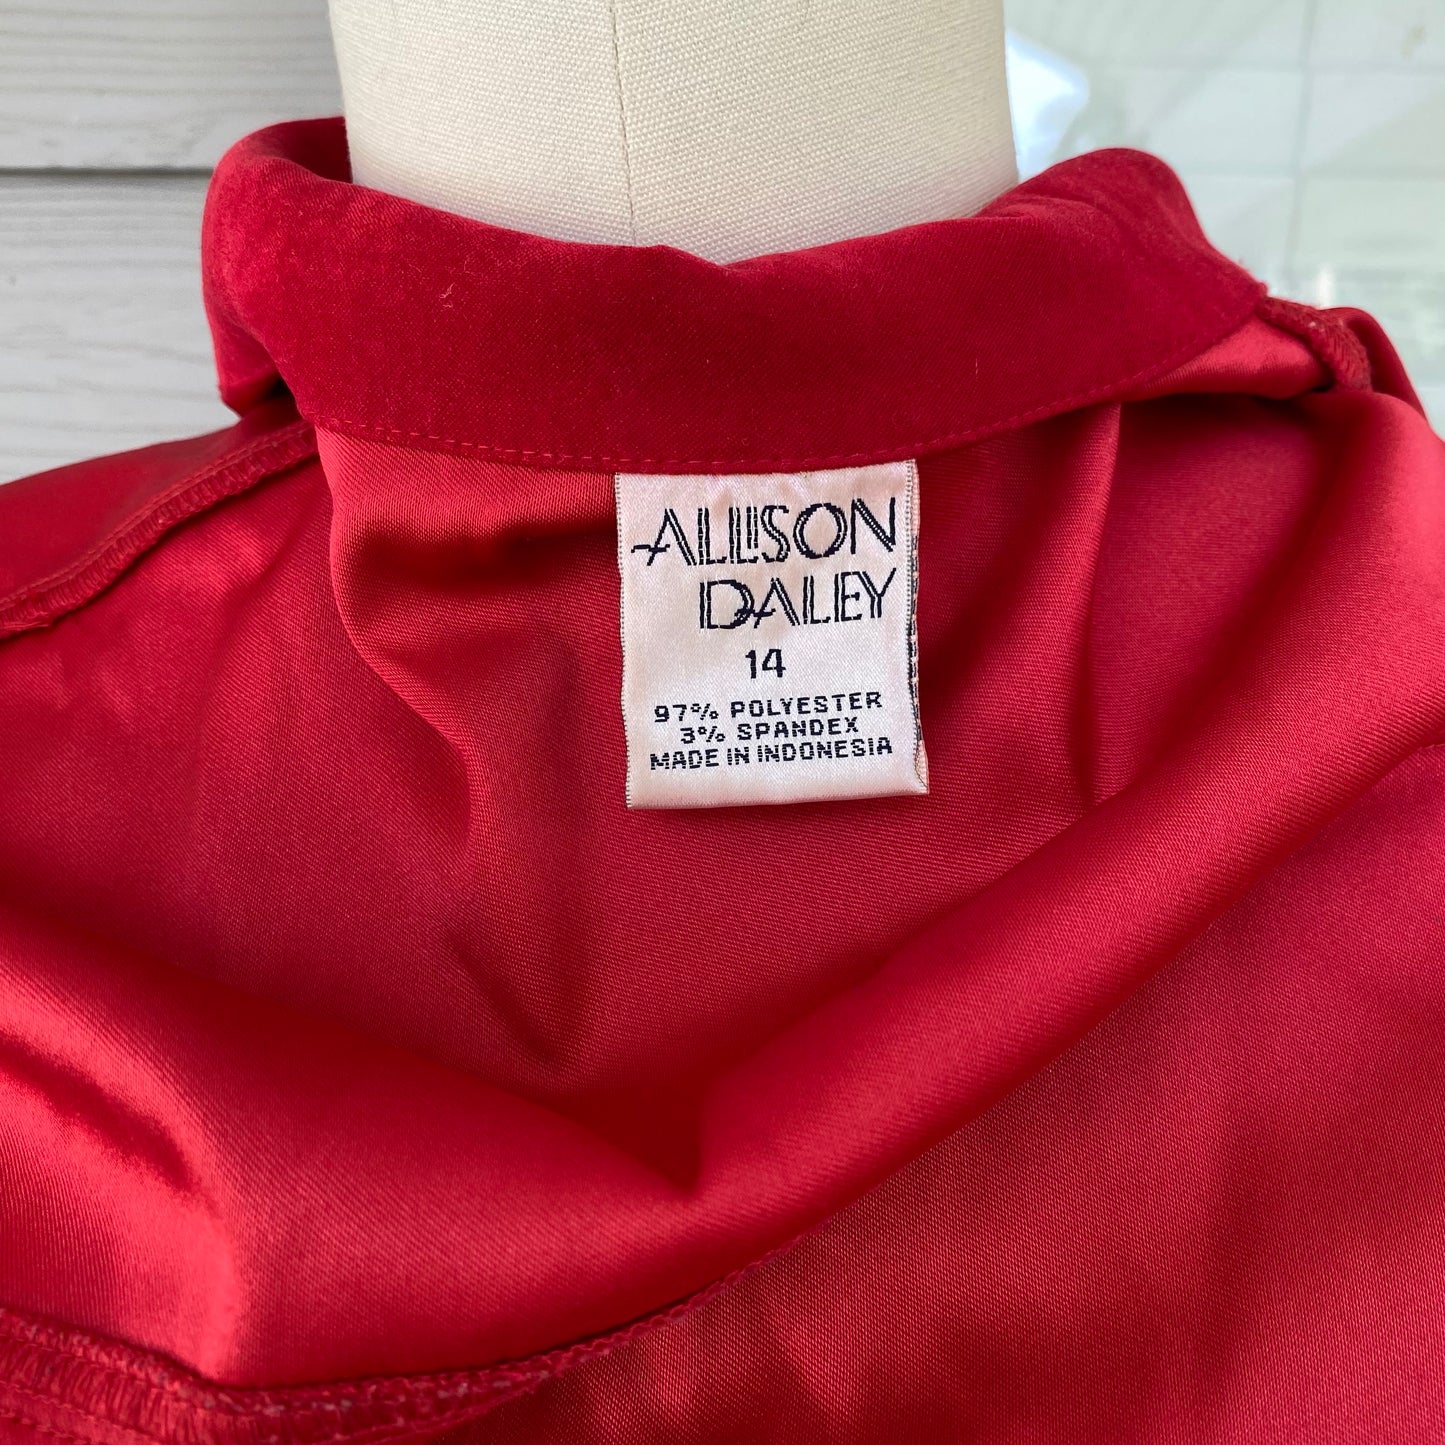 ALLISON
DALEY
14
97% POLYESTER
3% SPANDEX
MADE IN INDONESIA